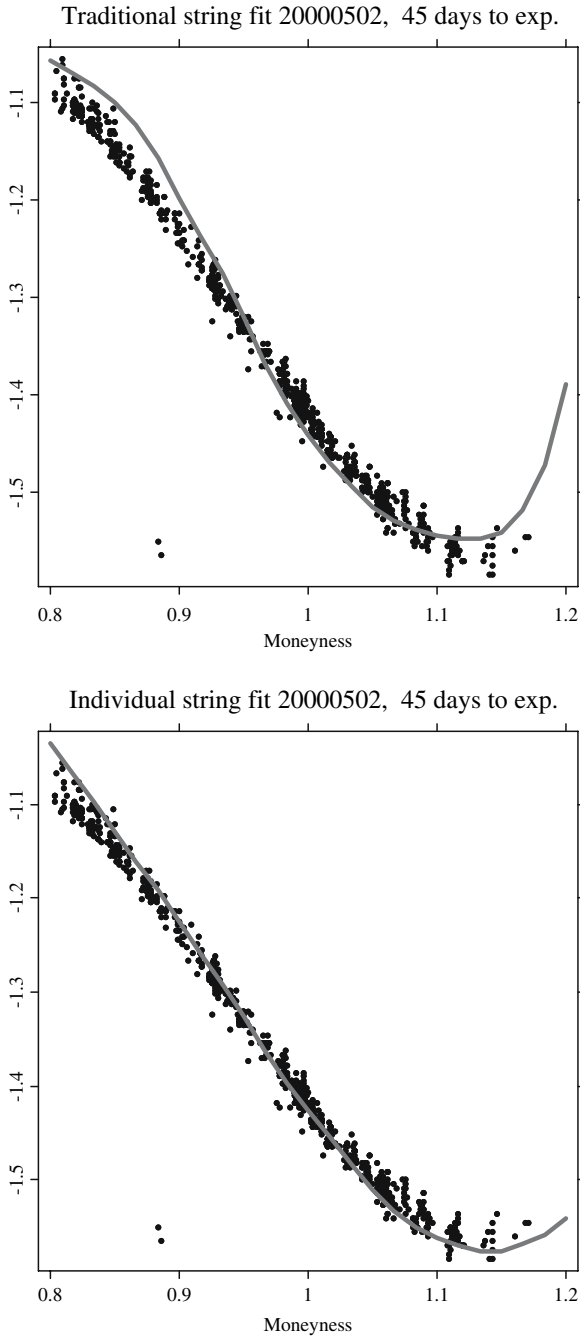 Traditional string fit 20000502, 45 days to exp.
-1.1
-1.2
-1.3
-1.4
-1.5
0.8 0.9 1 1.1 1.2
Moneyness
Individual string fit 20000502, 45 days to exp.
-1.1
-1.2
-1.3
-1.4
-1.5
0.8 0.9 1 1.1 1.2
Moneyness